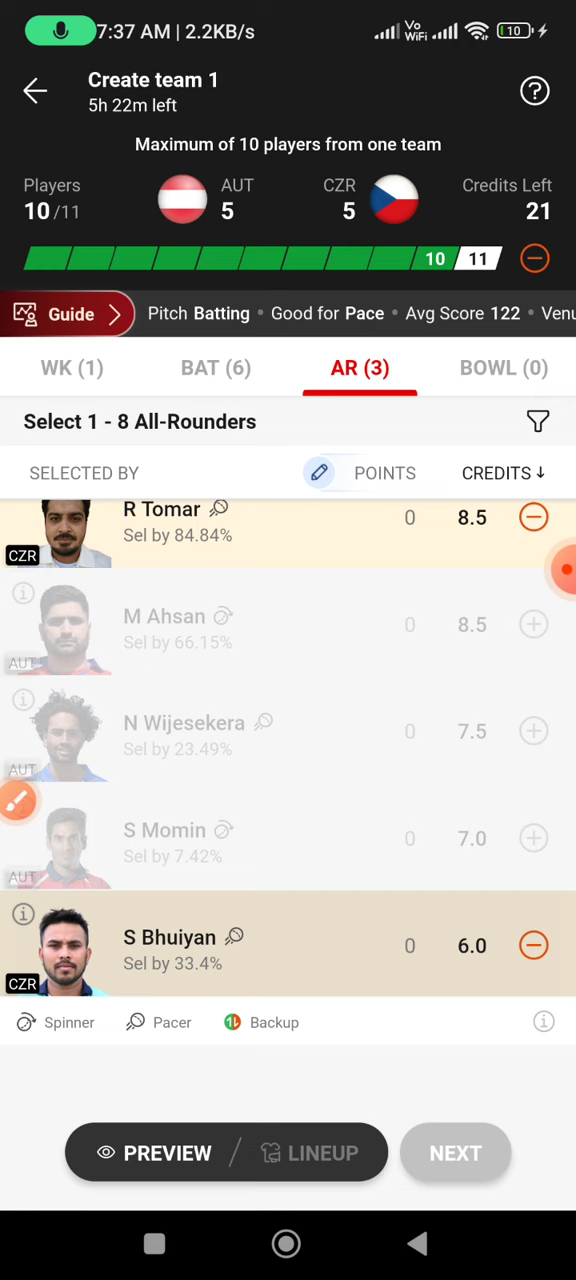 7:37 AM | 2.2KB/s Vo WiFi 10
Create team 1
5h 22m left
Maximum of 10 players from one team
Players AUT CZR Credits Left
10/11 5 5 21
10 11
Guide Pitch Batting • Good for Pace • Avg Score 122 • Venu
WK (1) BAT (6) AR (3) BOWL (0)
Select 1 - 8 All-Rounders
SELECTED BY POINTS CREDITS↓
R Tomar 0 8.5
Sel by 84.84%
CZR
M Ahsan 0 8.5
Sel by 66.15%
AUT
N Wijesekera 0 7.5
Sel by 23.49%
AUT
S Momin 0 7.0
Sel by 7.42%
AUT
S Bhuiyan 0 6.0
Sel by 33.4%
CZR
Spinner Pacer Backup
PREVIEW / LINEUP NEXT